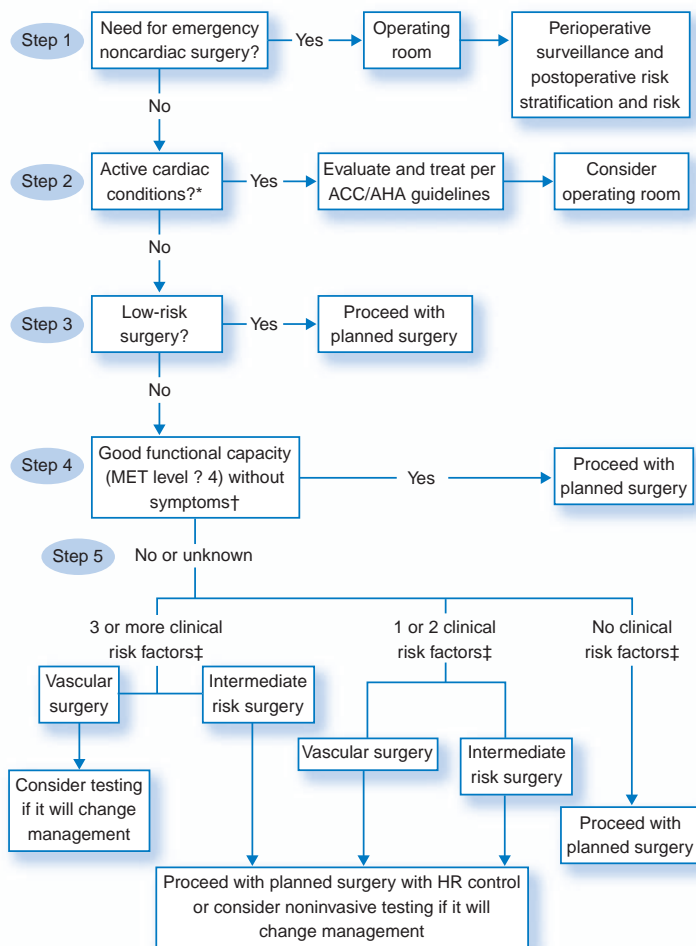 Step 1
Need for emergency
noncardiac surgery?
Yes
Operating
room
Perioperative
surveillance and
postoperative risk
stratification and risk
No
Step 2
Active cardiac
conditions?*
Yes
Evaluate and treat per
ACC/AHA guidelines
Consider
operating room
No
Step 3
Low-risk
surgery?
Yes
Proceed with
planned surgery
No
Step 4
Good functional capacity
(MET level ? 4) without
symptoms†
Yes
Proceed with
planned surgery
Step 5
No or unknown
3 or more clinical
risk factors‡
1 or 2 clinical
risk factors‡
No clinical
risk factors‡
Vascular
surgery
Intermediate
risk surgery
Vascular surgery
Intermediate
risk surgery
Consider testing
if it will change
management
Proceed with
planned surgery
Proceed with planned surgery with HR control
or consider noninvasive testing if it will
change management